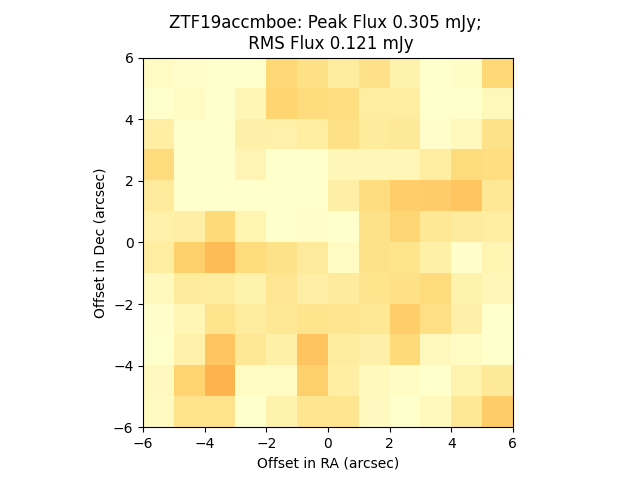 ZTF19accmboe: Peak Flux 0.305 mJy;
RMS Flux 0.121 mJy
Offset in Dec (arcsec)
6
4
2
0
−2
−4
−6
−6 −4 −2 0 2 4 6
Offset in RA (arcsec)